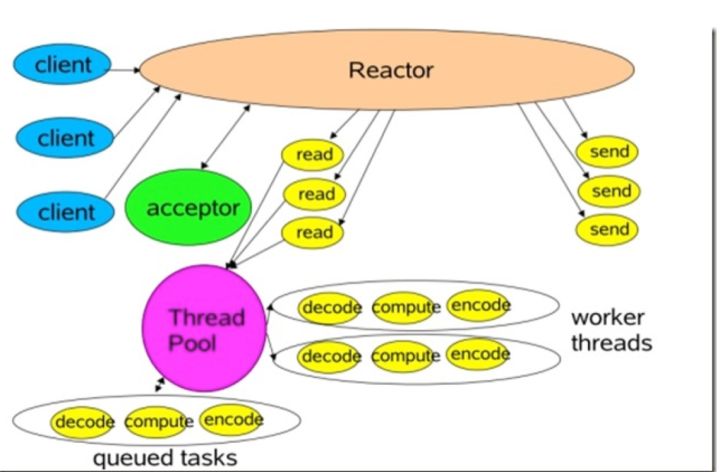 client
Reactor
client
client
acceptor
read
read
read
send
send
send
Thread
Pool
decode compute encode
decode compute encode
worker
threads
decode compute encode
queued tasks